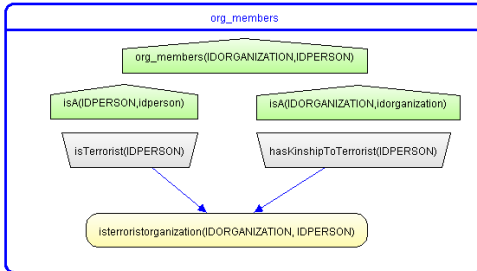 org_members
org_members(IDORGANIZATION,IDPERSON)
isA(IDPERSON,idperson)
isA(IDORGANIZATION,idorganization)
isTerrorist(IDPERSON)
hasKinshipToTerrorist(IDPERSON)
isterroristorganization(IDORGANIZATION, IDPERSON)